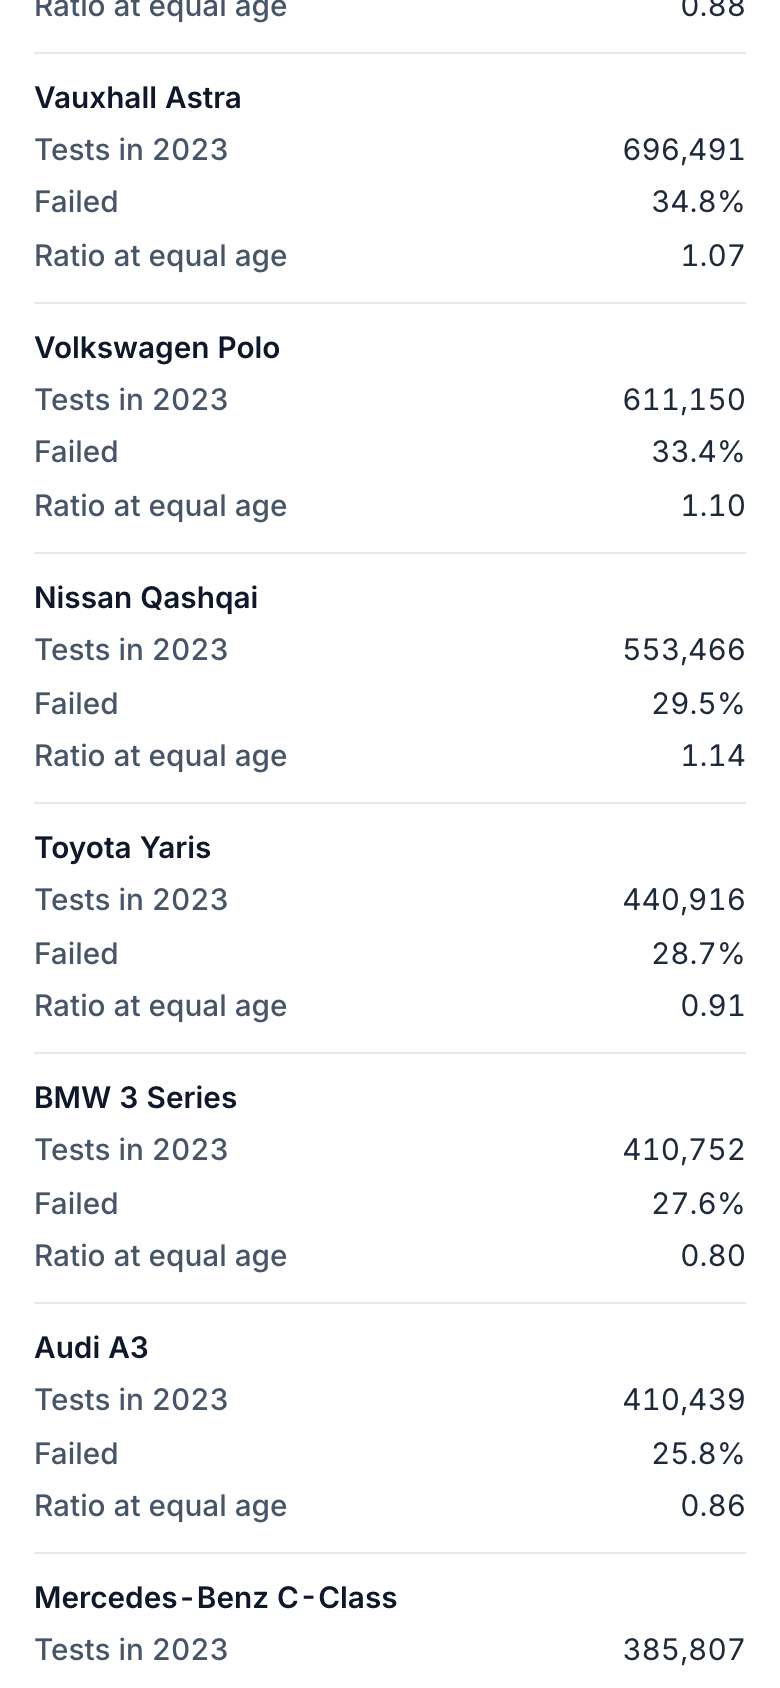 Ratio at equal age 0.88
Vauxhall Astra
Tests in 2023 696,491
Failed 34.8%
Ratio at equal age 1.07
Volkswagen Polo
Tests in 2023 611,150
Failed 33.4%
Ratio at equal age 1.10
Nissan Qashqai
Tests in 2023 553,466
Failed 29.5%
Ratio at equal age 1.14
Toyota Yaris
Tests in 2023 440,916
Failed 28.7%
Ratio at equal age 0.91
BMW 3 Series
Tests in 2023 410,752
Failed 27.6%
Ratio at equal age 0.80
Audi A3
Tests in 2023 410,439
Failed 25.8%
Ratio at equal age 0.86
Mercedes-Benz C-Class
Tests in 2023 385,807